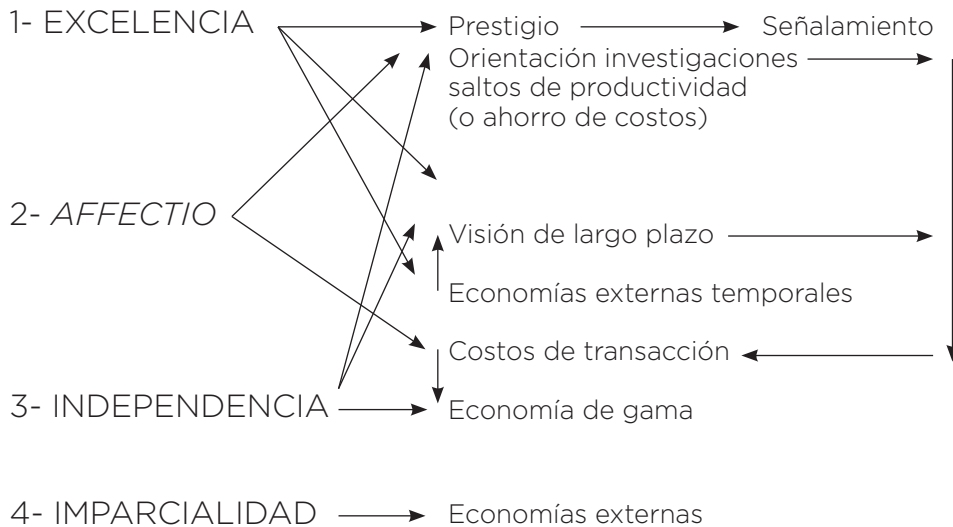 1- EXCELENCIA
Prestigio
Señalamiento
Orientación investigaciones
saltos de productividad
(o ahorro de costos)
2- AFFECTIO
Visión de largo plazo
Economías externas temporales
Costos de transacción
3- INDEPENDENCIA
Economía de gama
4- IMPARCIALIDAD
Economías externas